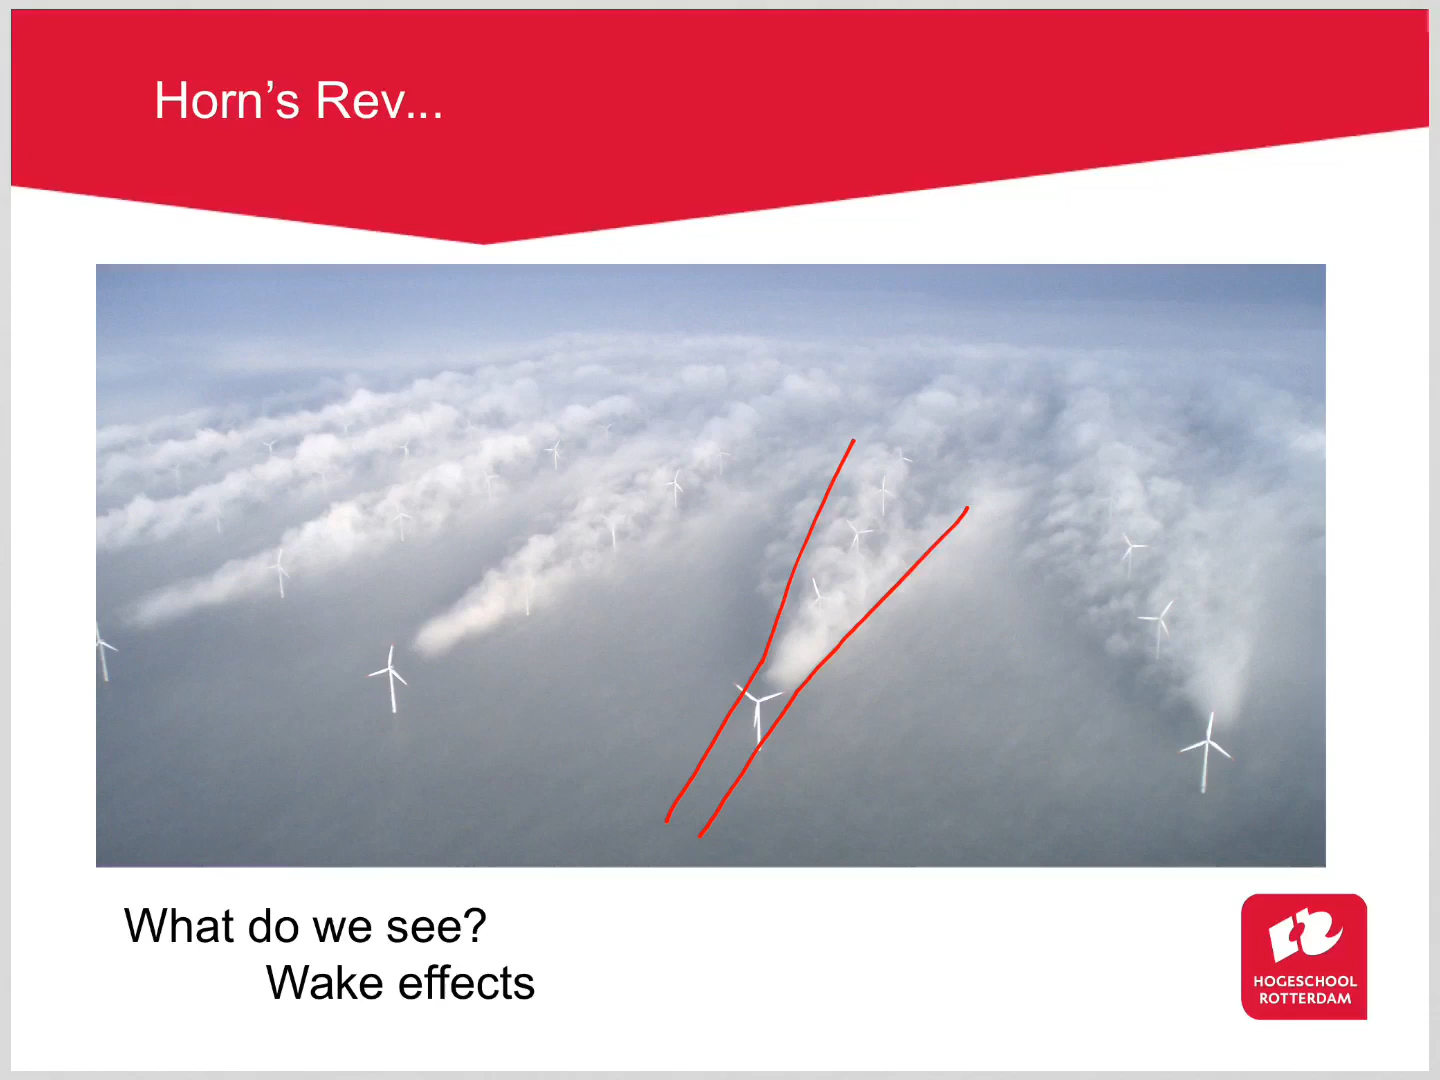 Horn’s Rev...
What do we see?
Wake effects
HOGESCHOOL
ROTTERDAM